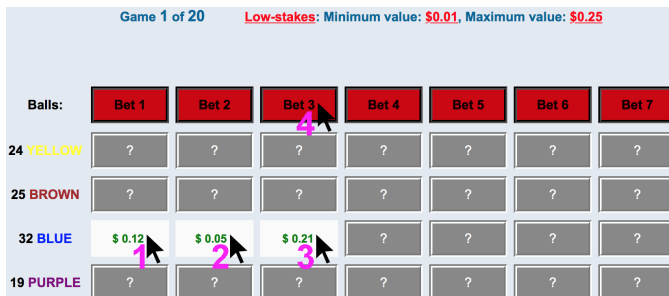 Game 1 of 20 Low-stakes: Minimum value: $0.01, Maximum value: $0.25
Balls: Bet 1 Bet 2 Bet 3 Bet 4 Bet 5 Bet 6 Bet 7
4
24 YELLOW ? ? ? ? ? ? ?
25 BROWN ? ? ? ? ? ? ?
32 BLUE $ 0.12 $ 0.05 $ 0.21 ? ? ? ?
1 2 3
19 PURPLE ? ? ? ? ? ? ?